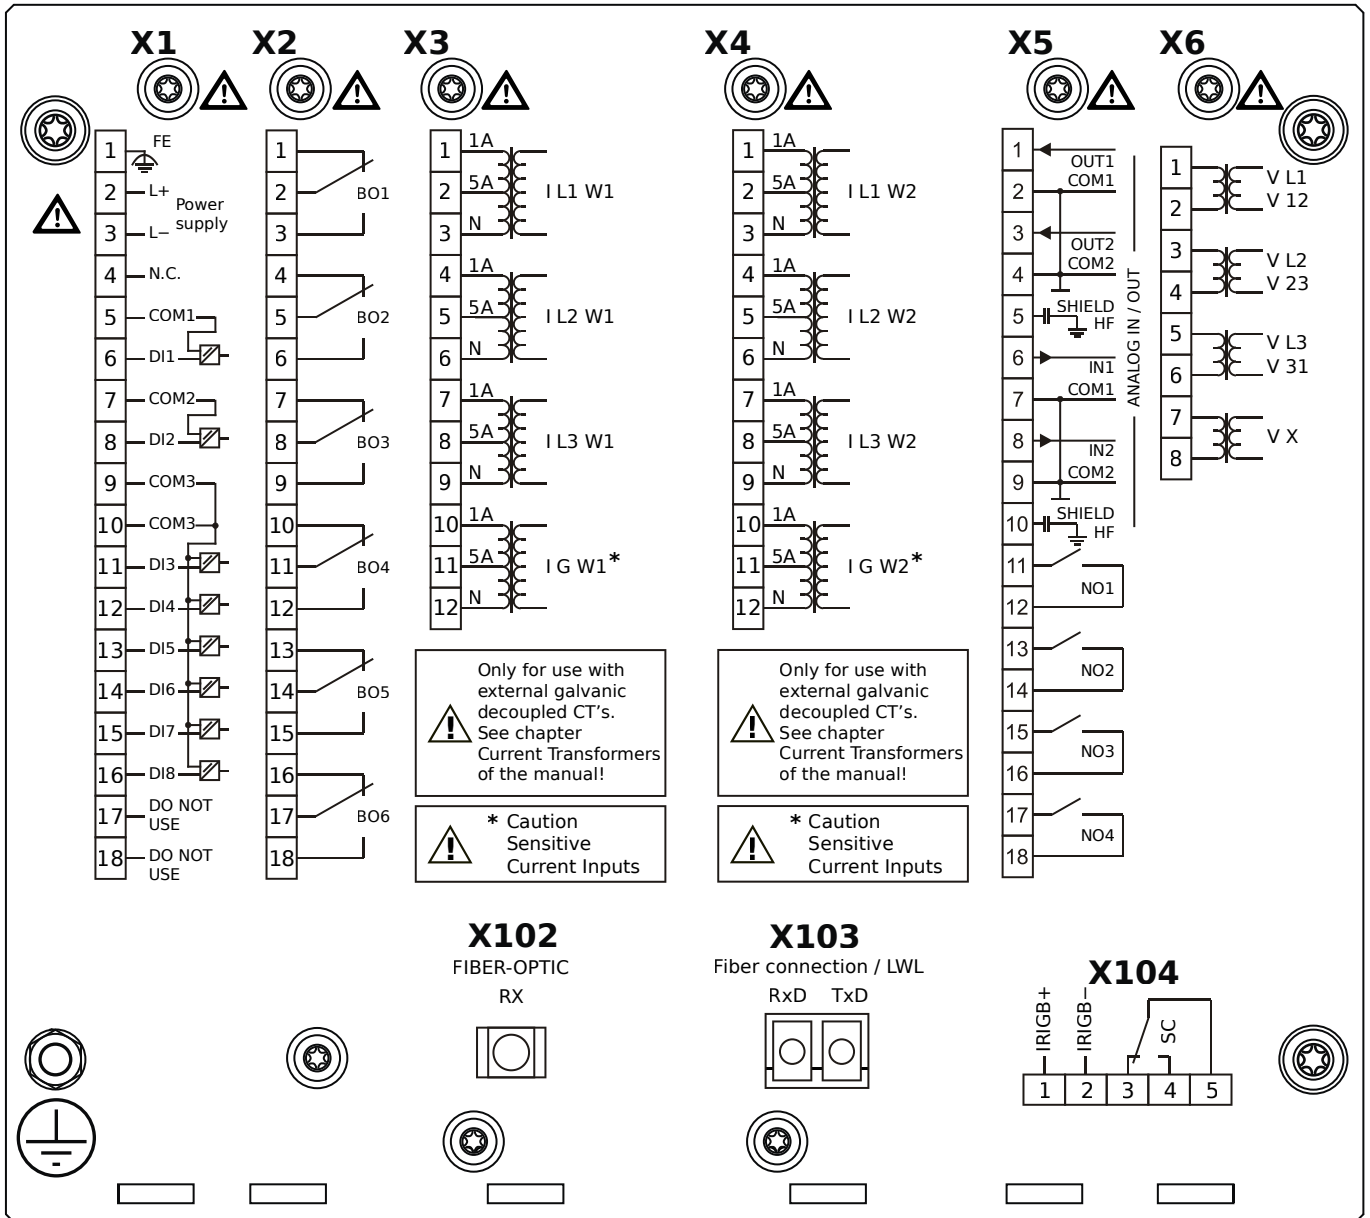 X1
X2
X3
X4
X5
X6
1
FE
2
L+
Power
supply
3
L−
4
N.C.
5
COM1
6
DI1
7
COM2
8
DI2
9
COM3
10
COM3
11
DI3
12
DI4
13
DI5
14
DI6
15
DI7
16
DI8
17
DO NOT
USE
18
DO NOT
USE
1
2
BO1
3
4
5
BO2
6
7
8
BO3
9
10
11
BO4
12
13
14
BO5
15
16
17
BO6
18
1
1A
2
5A
I L1 W1
3
N
4
1A
5
5A
I L2 W1
6
N
7
1A
8
5A
I L3 W1
9
N
10
1A
11
5A
I G W1*
12
N
Only for use with
external galvanic
decoupled CT's.
See chapter
Current Transformers
of the manual!
* Caution
Sensitive
Current Inputs
1
1A
2
5A
I L1 W2
3
N
4
1A
5
5A
I L2 W2
6
N
7
1A
8
5A
I L3 W2
9
N
10
1A
11
5A
I G W2*
12
N
Only for use with
external galvanic
decoupled CT's.
See chapter
Current Transformers
of the manual!
* Caution
Sensitive
Current Inputs
1
OUT1
2
COM1
3
OUT2
4
COM2
5
SHIELD
HF
6
IN1
7
COM1
8
IN2
9
COM2
10
SHIELD
HF
ANALOG IN / OUT
11
NO1
12
13
NO2
14
15
NO3
16
17
NO4
18
1
V L1
2
V 12
3
V L2
4
V 23
5
V L3
6
V 31
7
V X
8
X102
FIBER-OPTIC
RX
X103
Fiber connection / LWL
RxD TxD
X104
IRIGB+
IRIGB−
SC
1 2 3 4 5